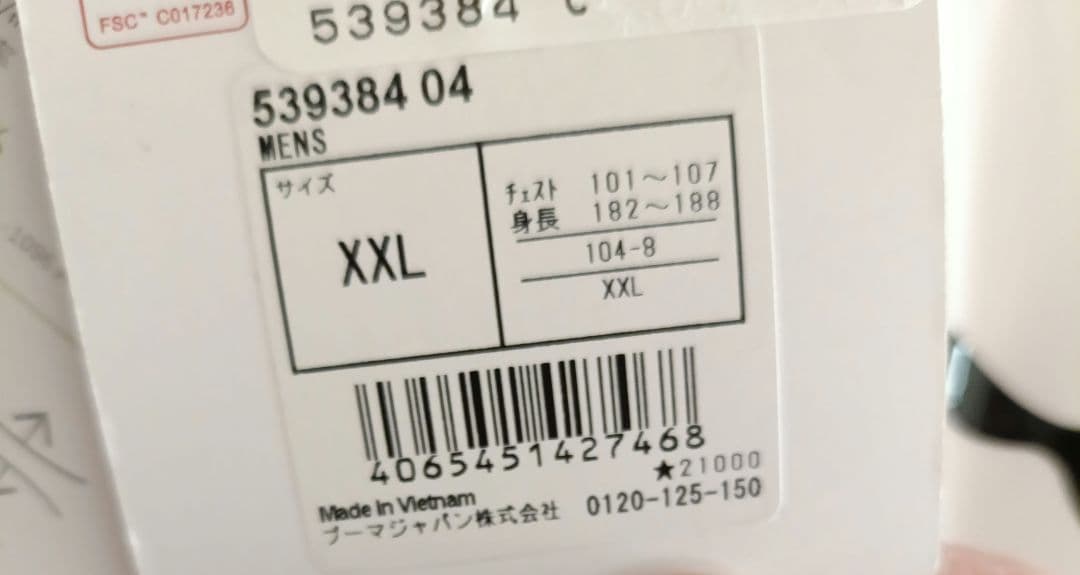 FSC™ C017236
539384
539384 04
MENS
サイズ
XXL
チェスト 101～107
身長 182～188
104-8
XXL
4065451427468
★21000
Made In Vietnam
プーマジャパン株式会社 0120-125-150